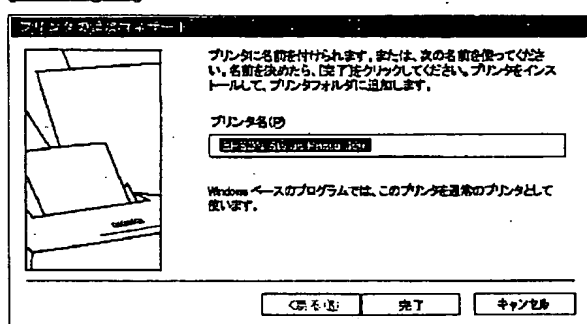 プリンタの追加ウィザード
プリンタに名前を付けられます。または、次の名前を使ってくださ
い。名前を決めたら、[完了]をクリックしてください。プリンタをインス
トールして、プリンタフォルダに追加します。
プリンタ名(P)
EPSON
Windows ベースのプログラムでは、このプリンタを通常のプリンタとして
使います。
<戻る(B)
完了
キャンセル